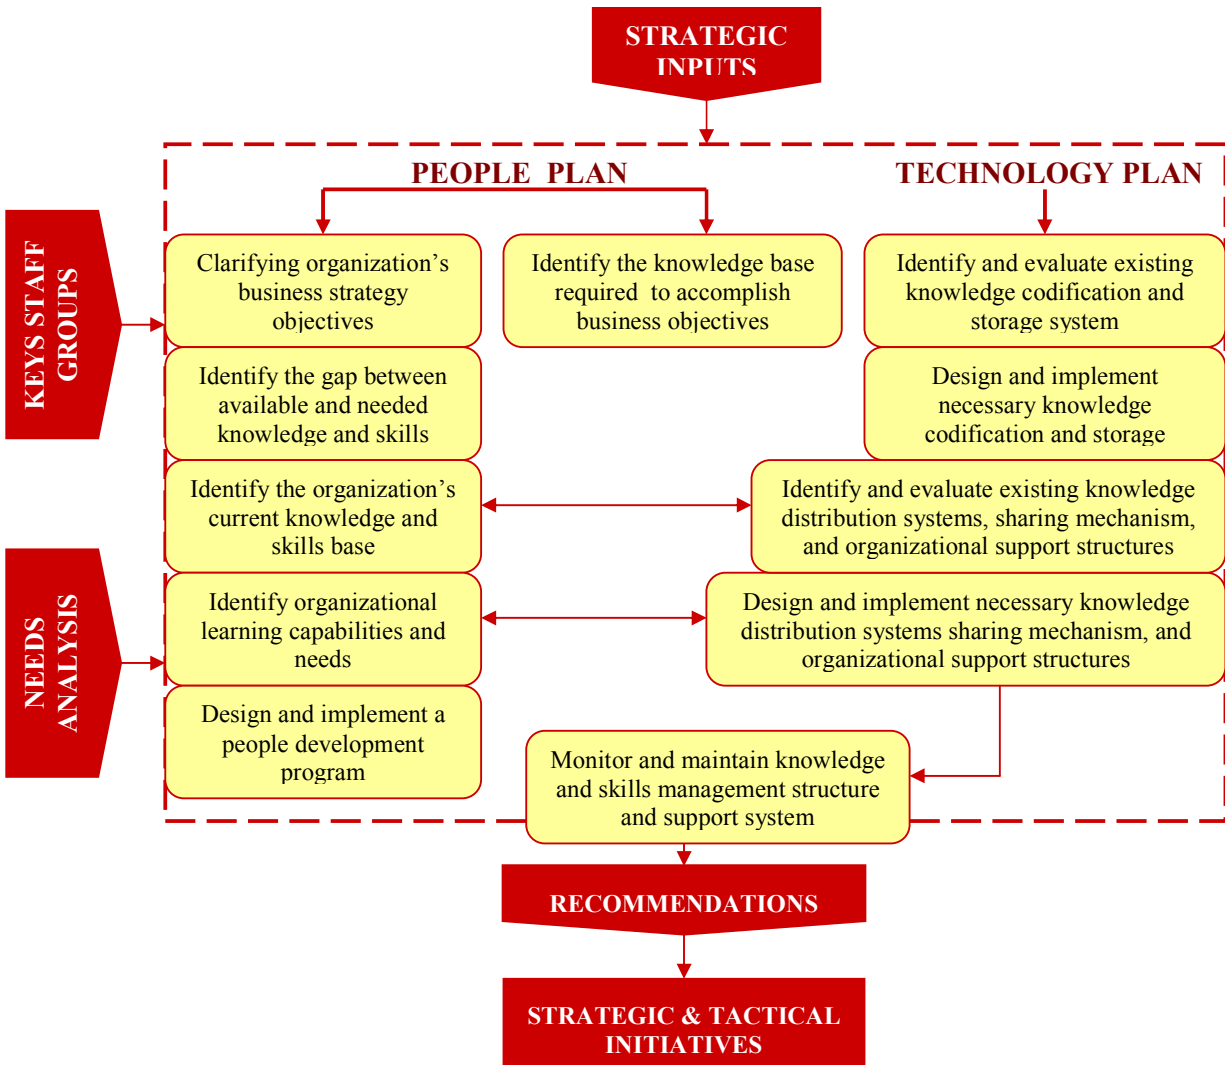 STRATEGIC
INPUTS
PEOPLE PLAN
TECHNOLOGY PLAN
KEYS STAFF
GROUPS
Clarifying organization’s
business strategy
objectives
Identify the knowledge base
required to accomplish
business objectives
Identify and evaluate existing
knowledge codification and
storage system
Identify the gap between
available and needed
knowledge and skills
Design and implement
necessary knowledge
codification and storage
Identify the organization’s
current knowledge and
skills base
Identify and evaluate existing knowledge
distribution systems, sharing mechanism,
and organizational support structures
NEEDS
ANALYSIS
Identify organizational
learning capabilities and
needs
Design and implement necessary knowledge
distribution systems sharing mechanism, and
organizational support structures
Design and implement a
people development
program
Monitor and maintain knowledge
and skills management structure
and support system
RECOMMENDATIONS
STRATEGIC & TACTICAL
INITIATIVES